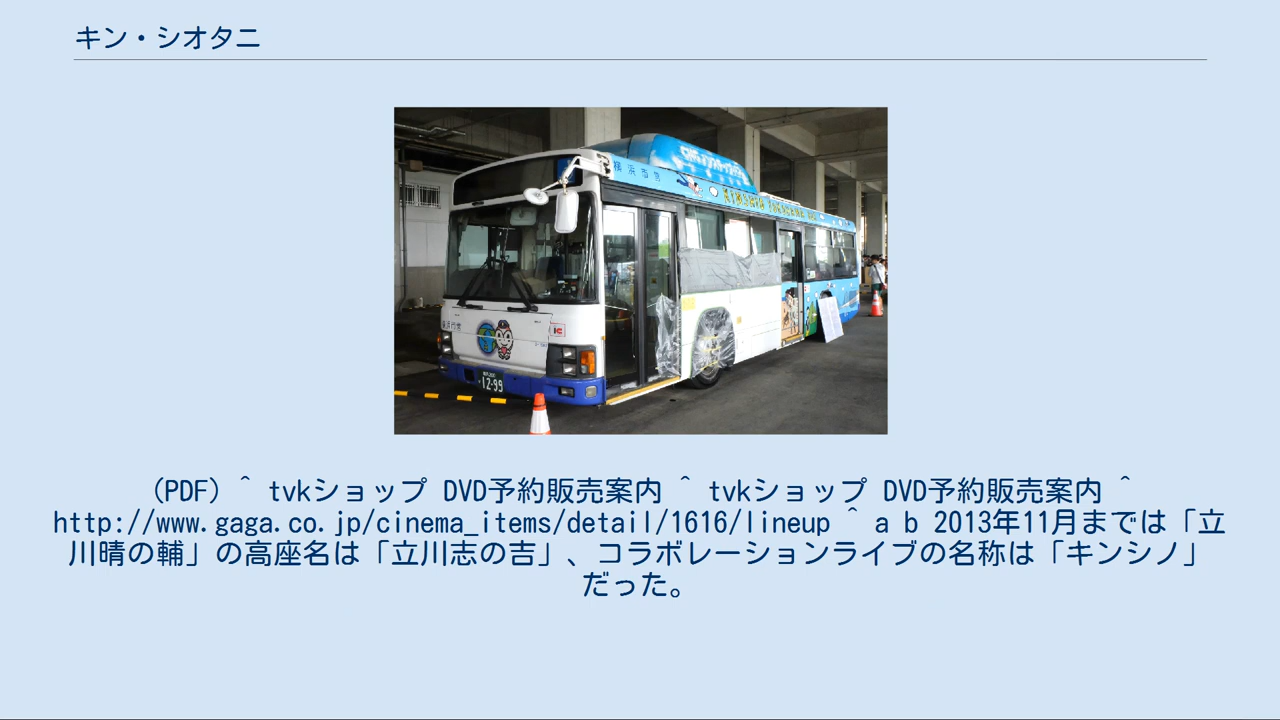 キン・シオタニ
横浜市営
1299
（PDF）^ tvkショップ DVD予約販売案内 ^ tvkショップ DVD予約販売案内 ^
http://www.gaga.co.jp/cinema_items/detail/1616/lineup ^ a b 2013年11月までは「立
川晴の輔」の高座名は「立川志の吉」、コラボレーションライブの名称は「キンシノ」
だった。